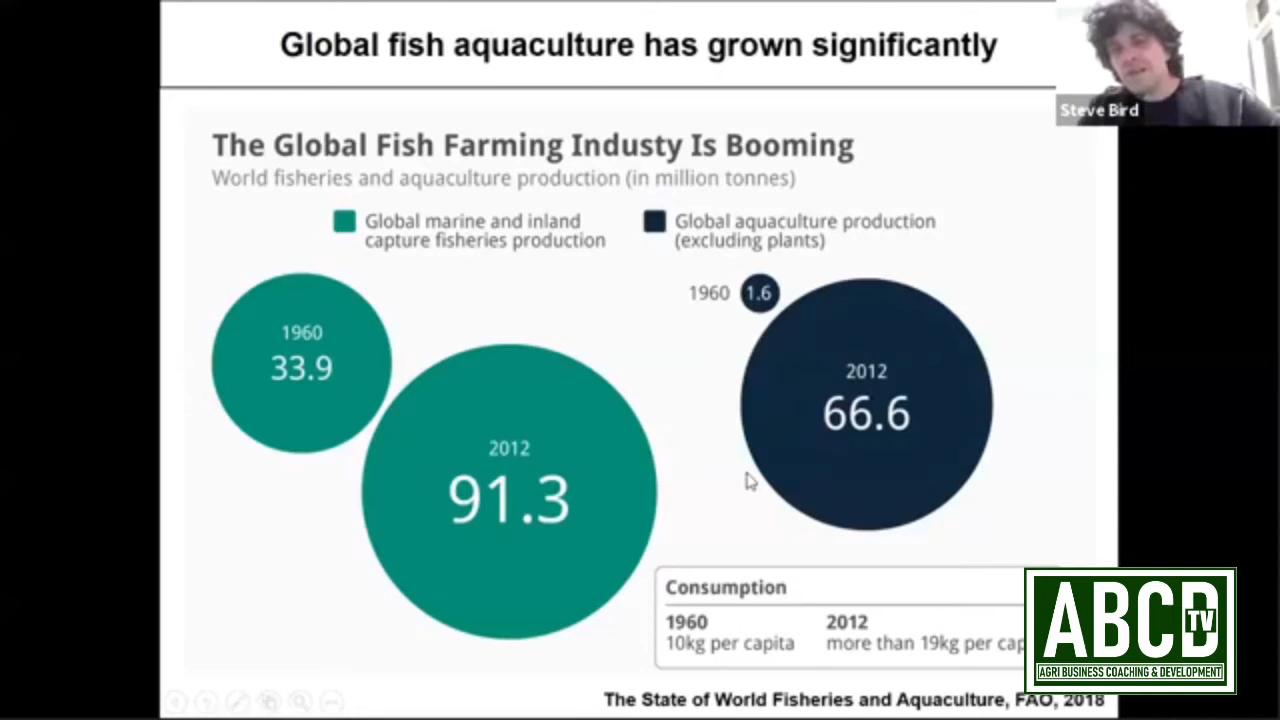 Global fish aquaculture has grown significantly
Steve Bird
The Global Fish Farming Industy Is Booming
World fisheries and aquaculture production (in million tonnes)
Global marine and inland
capture fisheries production
Global aquaculture production
(excluding plants)
1960
33.9
2012
91.3
1960
1.6
2012
66.6
Consumption
1960
10kg per capita
2012
more than 19kg per cap
ABCD
TV
AGRI BUSINESS COACHING & DEVELOPMENT
The State of World Fisheries and Aquaculture, FAO, 2018